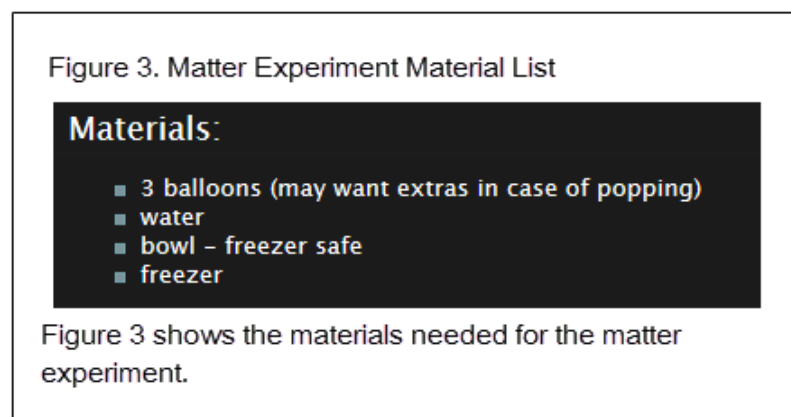 Figure 3. Matter Experiment Material List
Materials:
3 balloons (may want extras in case of popping)
water
bowl – freezer safe
freezer
Figure 3 shows the materials needed for the matter
experiment.